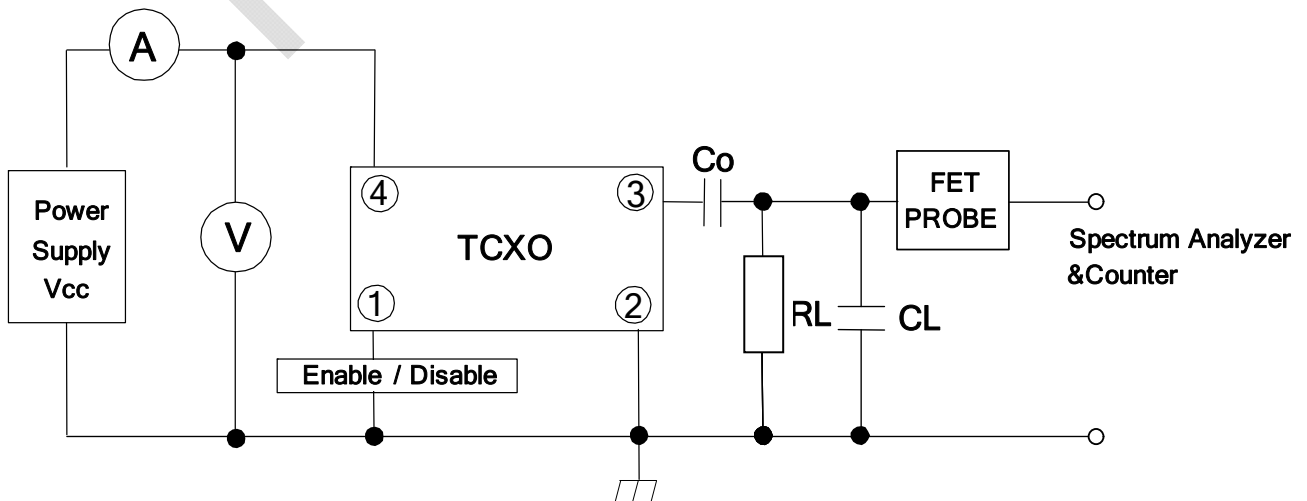 A
Power
Supply
Vcc
V
4
3
TCXO
1
2
Enable / Disable
Co
RL
CL
FET
PROBE
Spectrum Analyzer
&Counter